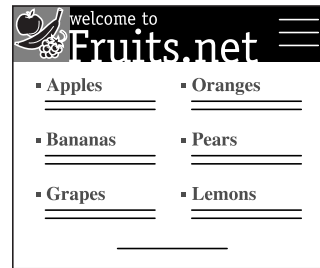 welcome to
Fruits.net
Apples
Oranges
Bananas
Pears
Grapes
Lemons